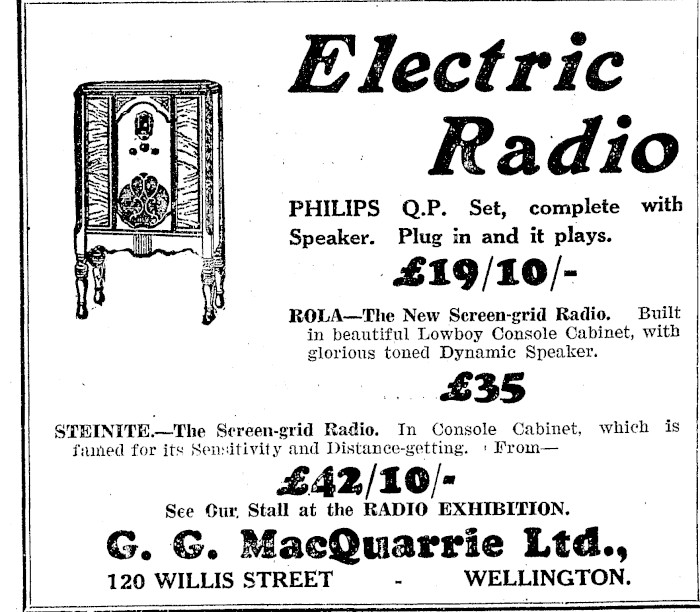 Electric
Radio
PHILIPS Q.P. Set, complete with
Speaker. Plug in and it plays.
£19/10/-
ROLA—The New Screen-grid Radio. Built
in beautiful Lowboy Console Cabinet, with
glorious toned Dynamic Speaker.
£35
STEINITE.—The Screen-grid Radio. In Console Cabinet, which is
famed for its Sensitivity and Distance-getting. From—
£42/10/-
See Our Stall at the RADIO EXHIBITION.
G. G. MacQuarrie Ltd.,
120 WILLIS STREET - WELLINGTON.